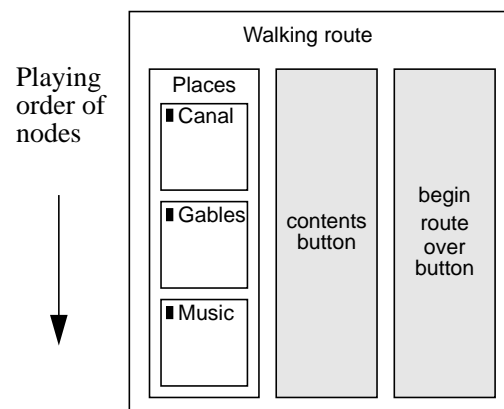 Walking route
Playing
order of
nodes
Places
Canal
Gables
Music
contents
button
begin
route
over
button